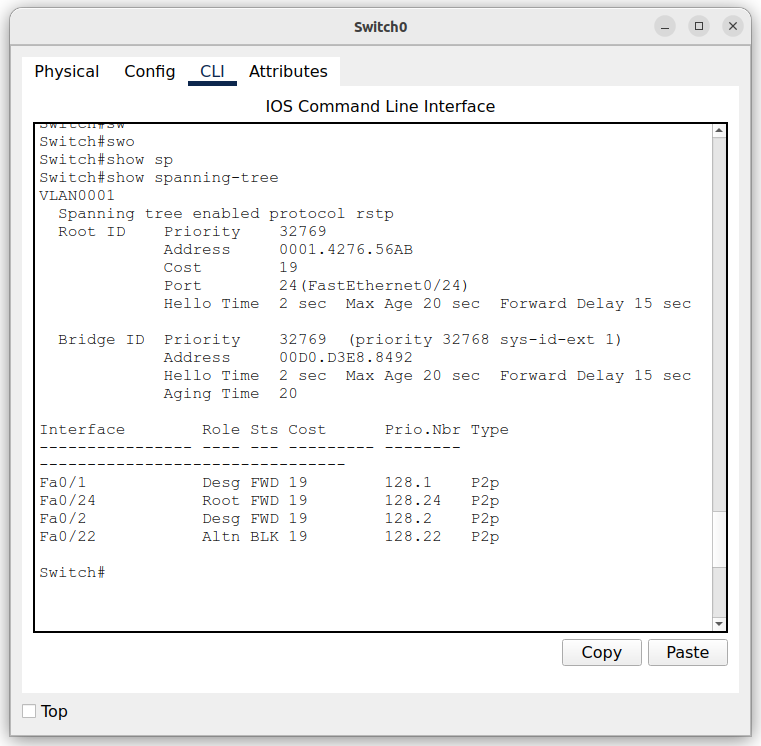 Switch0
Physical Config CLI Attributes
IOS Command Line Interface
Switch#sw
Switch#swo
Switch#show sp
Switch#show spanning-tree
VLAN0001
  Spanning tree enabled protocol rstp
  Root ID    Priority    32769
             Address     0001.4276.56AB
             Cost        19
             Port        24(FastEthernet0/24)
             Hello Time  2 sec  Max Age 20 sec  Forward Delay 15 sec
  Bridge ID  Priority    32769  (priority 32768 sys-id-ext 1)
             Address     00D0.D3E8.8492
             Hello Time  2 sec  Max Age 20 sec  Forward Delay 15 sec
             Aging Time  20
Interface        Role Sts Cost      Prio.Nbr Type
---------------- ---- --- --------- --------
--------------------------------
Fa0/1            Desg FWD 19        128.1    P2p
Fa0/24           Root FWD 19        128.24   P2p
Fa0/2            Desg FWD 19        128.2    P2p
Fa0/22           Altn BLK 19        128.22   P2p
Switch#
Copy Paste
Top